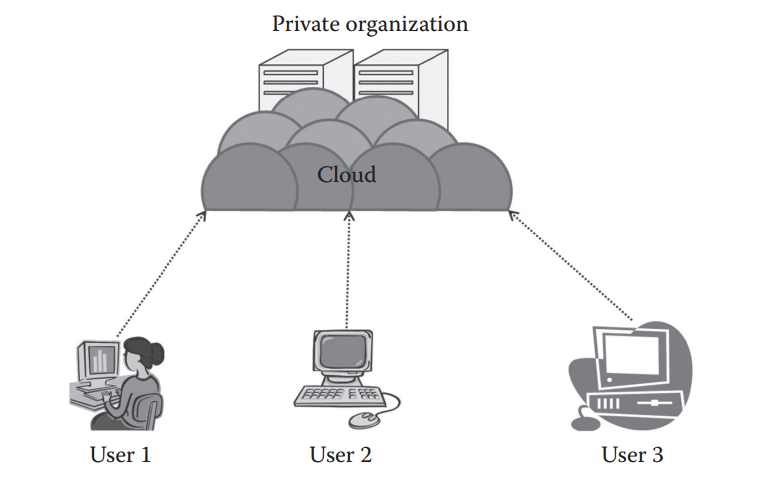 Private organization
Cloud
User 1
User 2
User 3